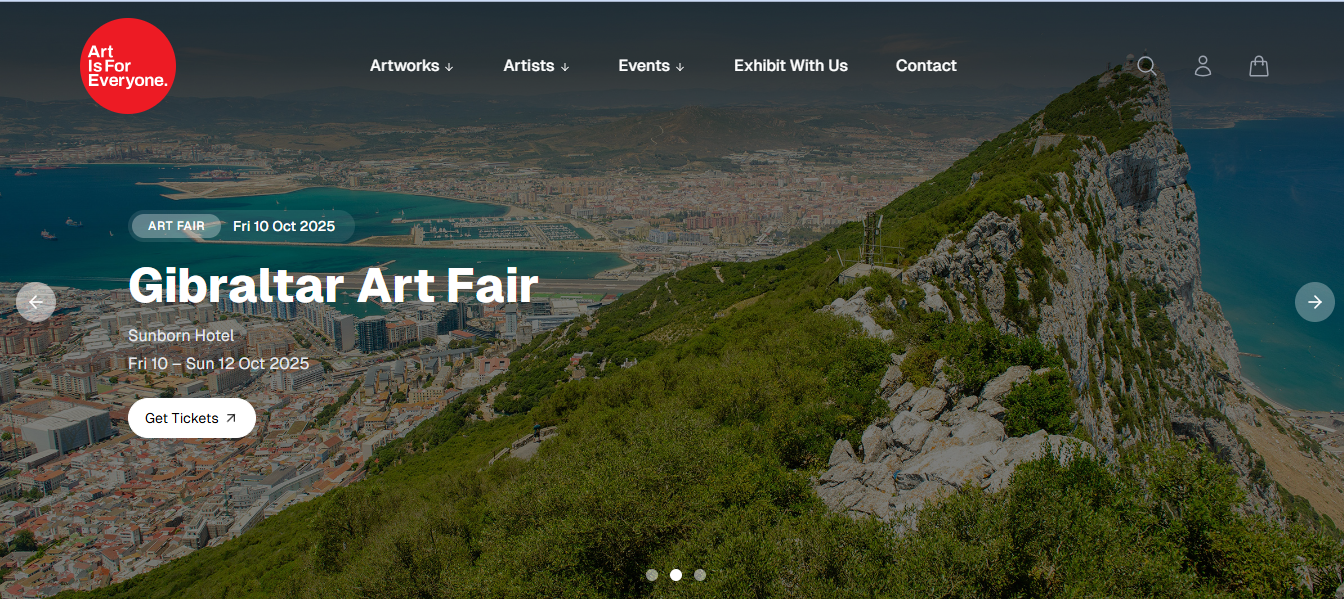 Art
Is For
Everyone.
Artworks ↓
Artists ↓
Events ↓
Exhibit With Us
Contact
ART FAIR
Fri 10 Oct 2025
Gibraltar Art Fair
Sunborn Hotel
Fri 10 – Sun 12 Oct 2025
Get Tickets ↗